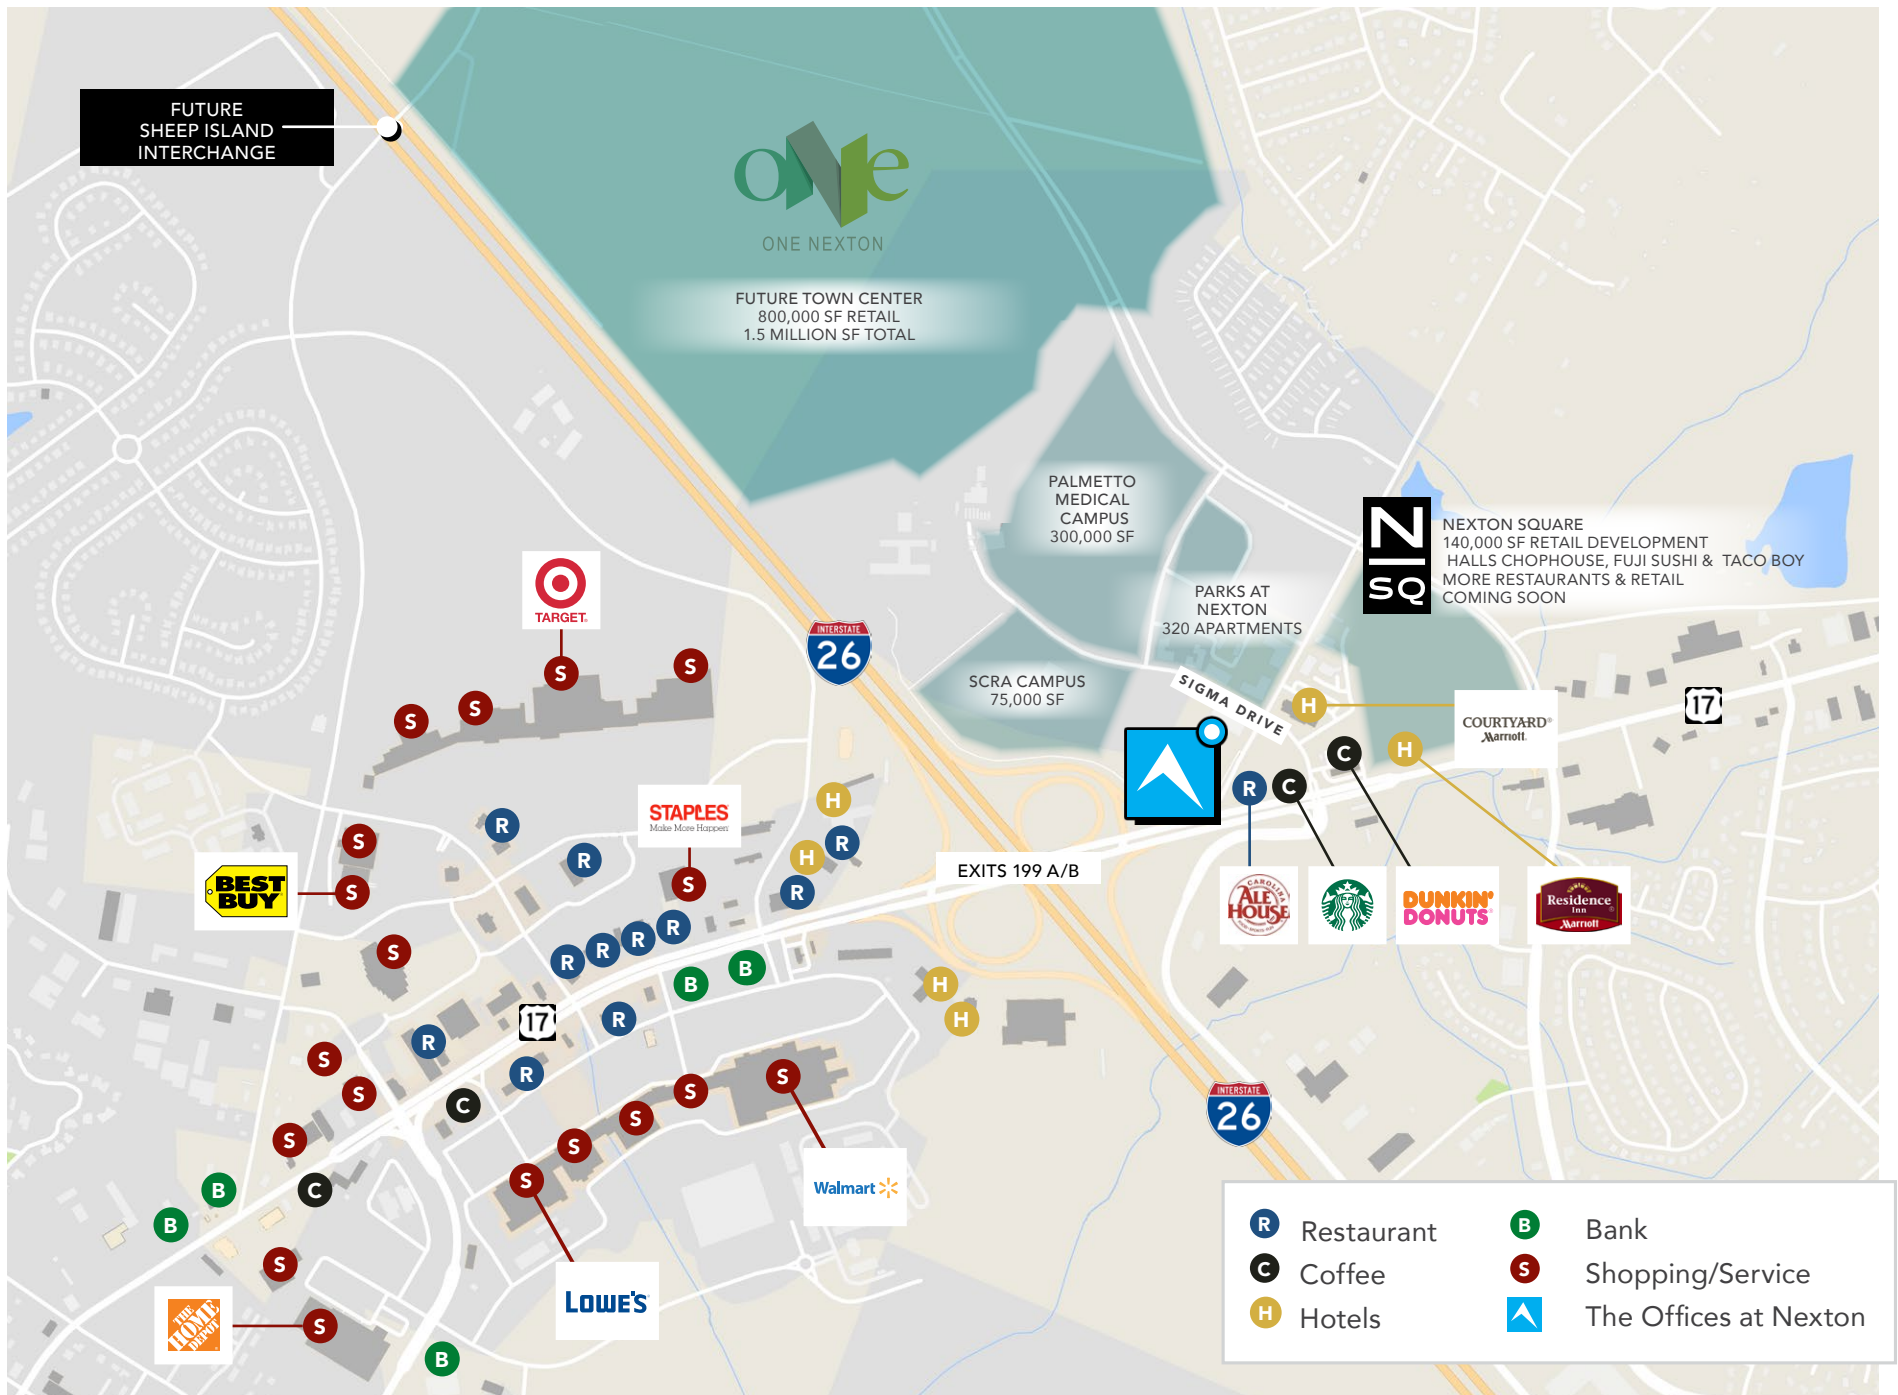 FUTURE
SHEEP ISLAND
INTERCHANGE
oNe
ONE NEXTON
FUTURE TOWN CENTER
800,000 SF RETAIL
1.5 MILLION SF TOTAL
PALMETTO
MEDICAL
CAMPUS
300,000 SF
N
SQ
NEXTON SQUARE
140,000 SF RETAIL DEVELOPMENT
HALLS CHOPHOUSE, FUJI SUSHI & TACO BOY
MORE RESTAURANTS & RETAIL
COMING SOON
PARKS AT
NEXTON
320 APARTMENTS
TARGET
INTERSTATE
26
SCRA CAMPUS
75,000 SF
SIGMA DRIVE
S
S
S
S
H
COURTYARD®
Marriott
17
C
H
R
C
STAPLES
Make More Happen
H
R
R
S
R
H
R
BEST
BUY
S
S
R
EXITS 199 A/B
CAROLINA
ALE
HOUSE
DUNKIN'
DONUTS
Residence
Inn
Marriott
R
R
R
R
S
B
B
H
H
17
R
R
R
S
S
S
S
S
S
S
C
INTERSTATE
26
S
B
C
B
S
Walmart
LOWE'S
S
THE
HOME
DEPOT
S
B
R Restaurant
C Coffee
H Hotels
B Bank
S Shopping/Service
The Offices at Nexton